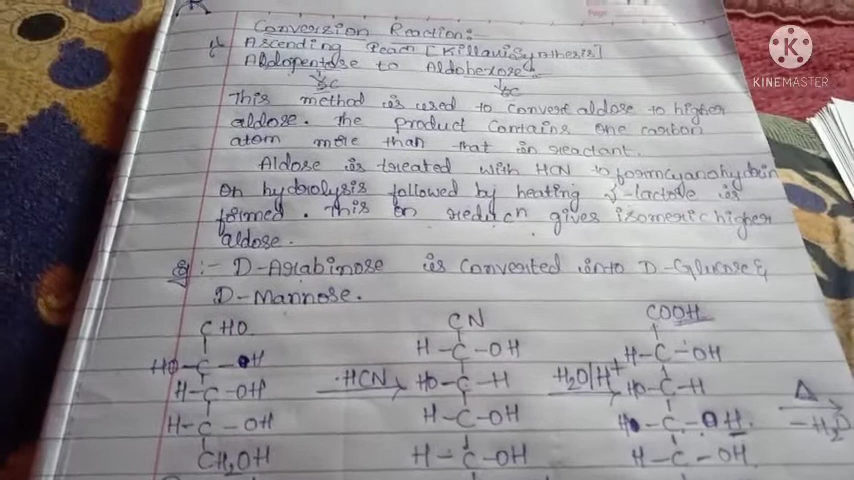 KINEMASTER
Conversion Reaction:-
Ascending Reacn [Killiavi Synthesis]
Aldopentose to Aldohexose
5C
This method is used to convert aldose to higher
aldose. The product contains one carbon
atom more than that in reactant.
Aldose is treated with HCN to form cyanohydrin
on hydrolysis followed by heating lactone is
formed. This on reducn gives isomeric higher
aldose.
D-Arabinose is converted into D-Glucose &
D-Mannose.
CHO CN COOH
H-C-OH H-C-OH
HO-C- H HCN HO-C-H H2O/H+ HO-C-H Δ
H-C-OH -H2O
H-C-OH H-C-OH C- OH
CH2OH H-C-OH H-C-OH